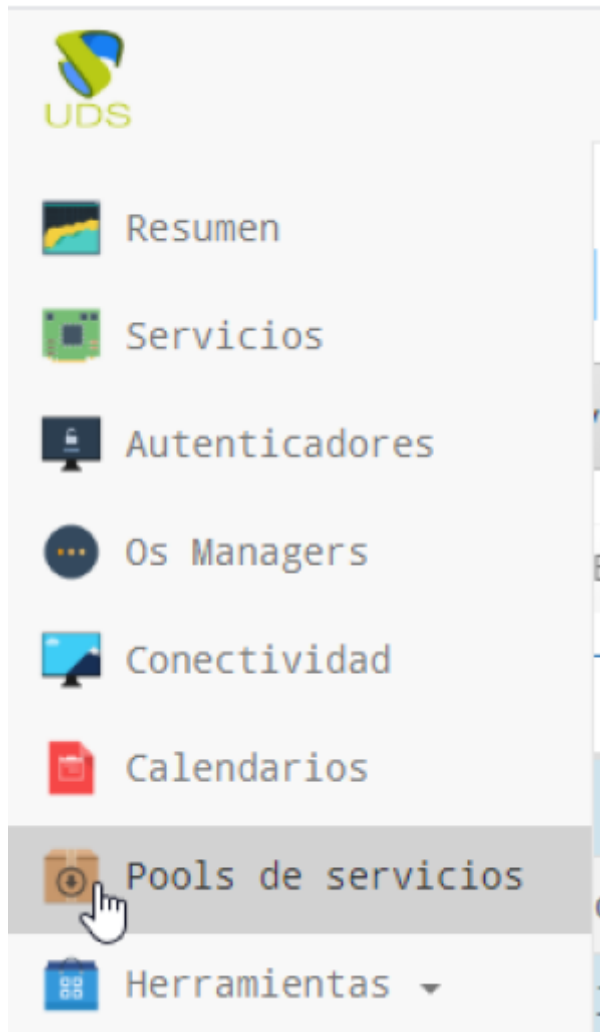 UDS
Resumen
Servicios
Autenticadores
Os Managers
Conectividad
Calendarios
Pools de servicios
Herramientas